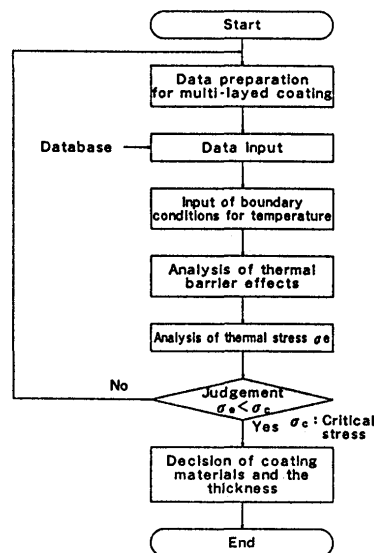 Start
Data preparation
for multi-layed coating
Database
Data Input
Input of boundary
conditions for temperature
Analysis of thermal
barrier effects
Analysis of thermal stress σe
No
Judgement
σe < σc
Yes
σc : Critical
stress
Decision of coating
materials and the
thickness
End